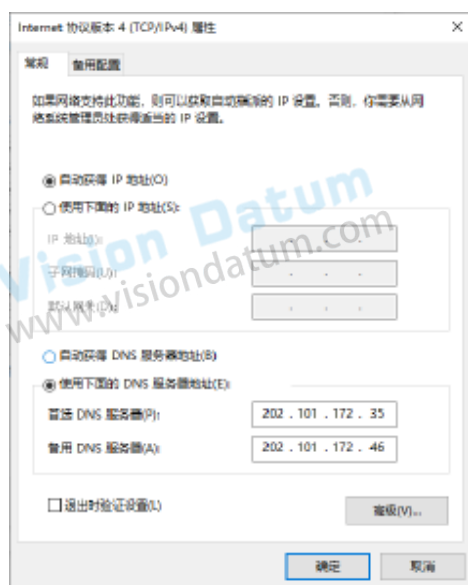 Internet 协议版本 4 (TCP/IPv4) 属性
常规 备用配置
如果网络支持此功能，则可以获取自动指派的 IP 设置。否则，你需要从网
络系统管理员处获得适当的 IP 设置。
自动获得 IP 地址(O)
使用下面的 IP 地址(S):
IP 地址(I):
子网掩码(U):
默认网关(D):
自动获得 DNS 服务器地址(B)
使用下面的 DNS 服务器地址(E):
首选 DNS 服务器(P): 202 . 101 . 172 . 35
备用 DNS 服务器(A): 202 . 101 . 172 . 46
退出时验证设置(L)
高级(V)...
确定 取消
Vision Datum
www.visiondatum.com